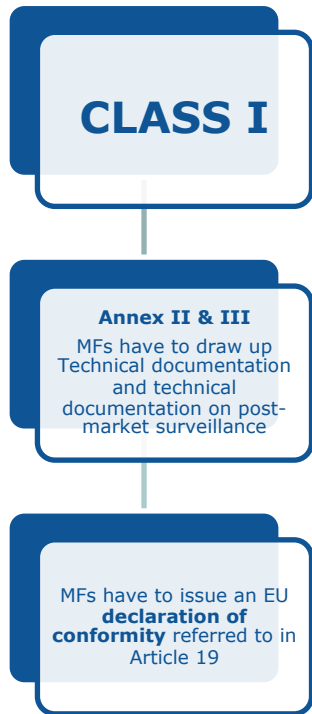 CLASS I
Annex II & III
MFs have to draw up
Technical documentation
and technical
documentation on post-
market surveillance
MFs have to issue an EU
declaration of
conformity referred to in
Article 19